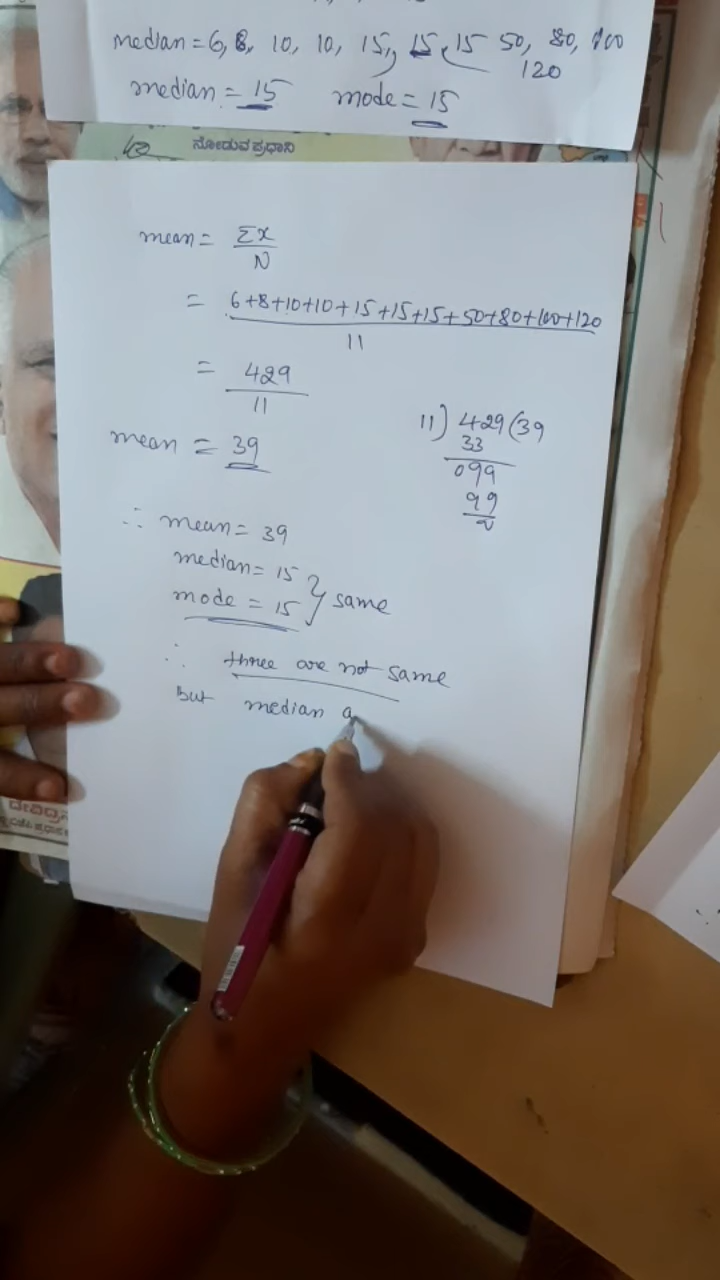 median = 6, 8, 10, 10, 15, 15, 15 50, 80, 100
120
median = 15 mode = 15
ನೋಡುವ ಪ್ರಧಾನಿ
mean = Σx
N
= 6+8+10+10+15+15+15+50+80+100+120
11
= 429
11
11) 429 (39
33
099
99
mean = 39
∴ mean = 39
median = 15
mode = 15 } same
∴ three are not same
But median a